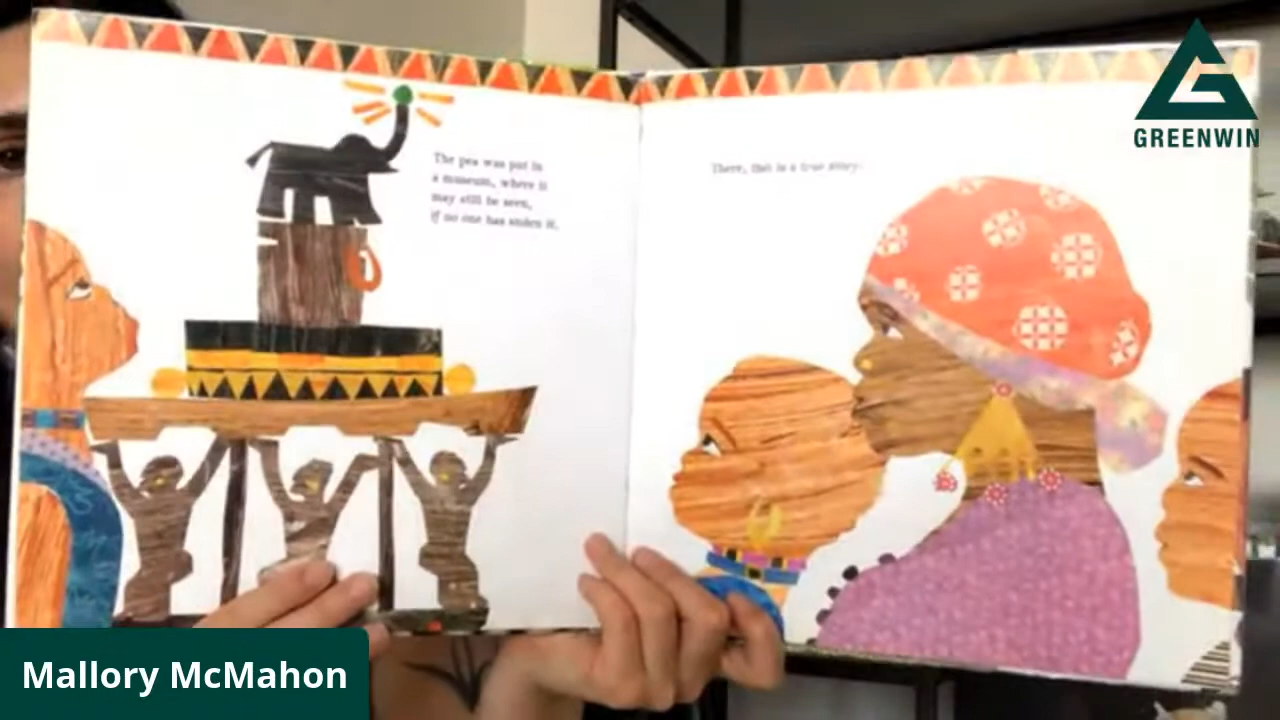 The pea was put in
a museum, where it
may still be seen,
if no one has stolen it.
There, this is a true story.
GREENWIN
Mallory McMahon